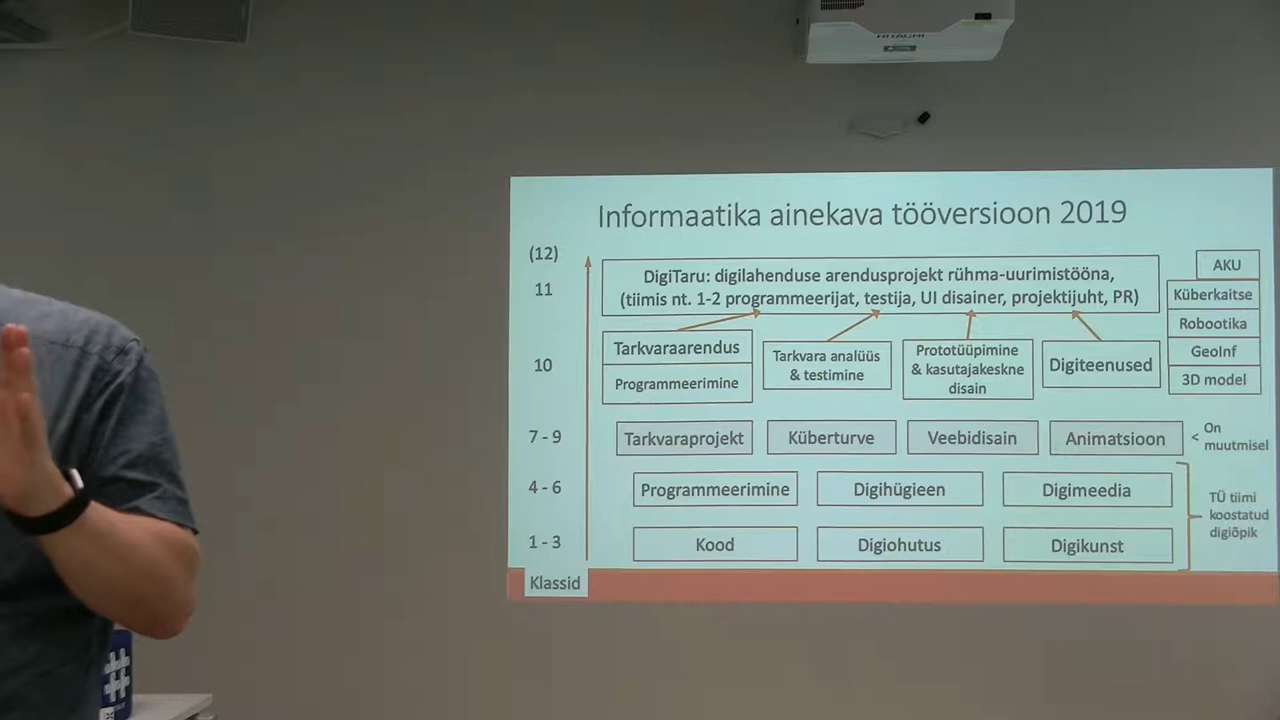 HITACHI
Informaatika ainekava tööversioon 2019
(12)
11
DigiTaru: digilahenduse arendusprojekt rühma-uurimistööna,
(tiimis nt. 1-2 programmeerijat, testija, UI disainer, projektijuht, PR)
AKU
Küberkaitse
Robootika
GeoInf
3D model
10
Tarkvaraarendus
Programmeerimine
Tarkvara analüüs
& testimine
Prototüüpimine
& kasutajakeskne
disain
Digiteenused
7 - 9
Tarkvaraprojekt
Küberturve
Veebidisain
Animatsioon
< On
muutmisel
4 - 6
Programmeerimine
Digihügieen
Digimeedia
1 - 3
Kood
Digiohutus
Digikunst
TÜ tiimi
koostatud
digiõpik
Klassid
#